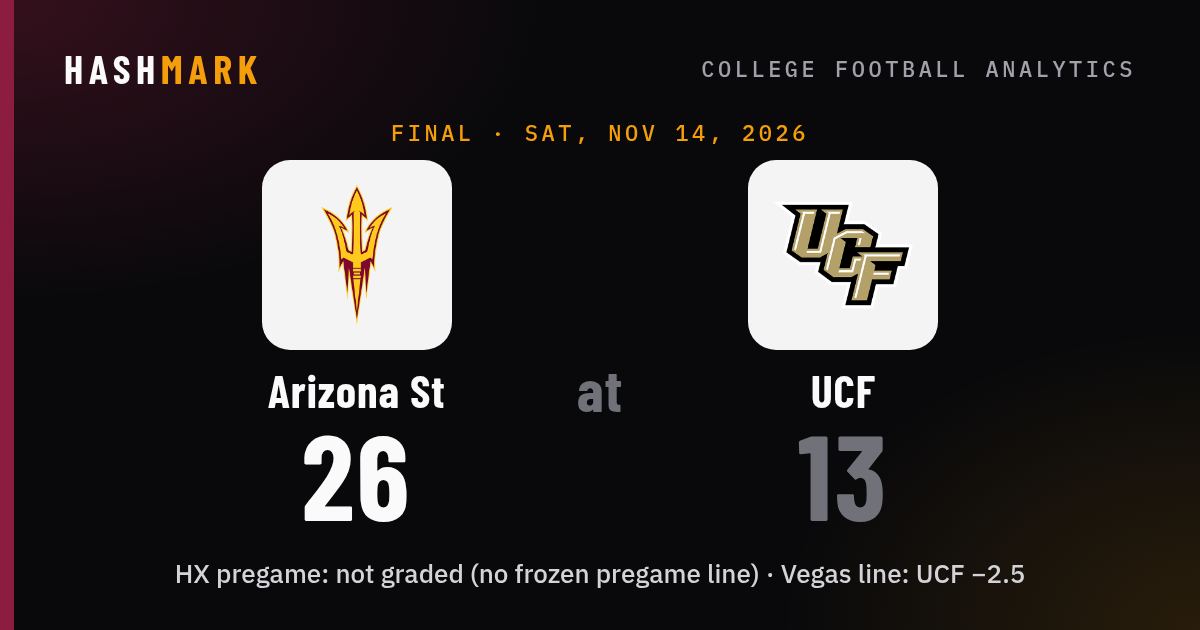 HASHMARK
COLLEGE FOOTBALL ANALYTICS
FINAL · SAT, NOV 14, 2026
UCF
Arizona St at UCF
26 13
HX pregame: not graded (no frozen pregame line) · Vegas line: UCF −2.5